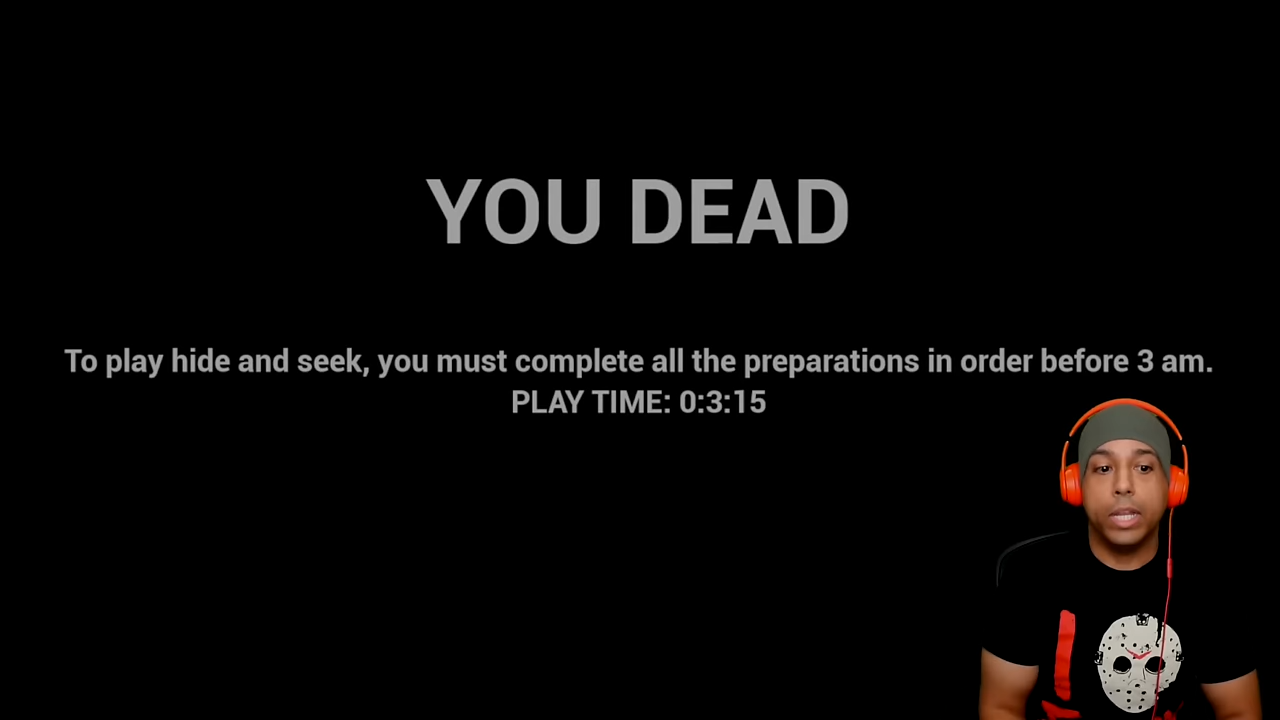 YOU DEAD
To play hide and seek, you must complete all the preparations in order before 3 am.
PLAY TIME: 0:3:15